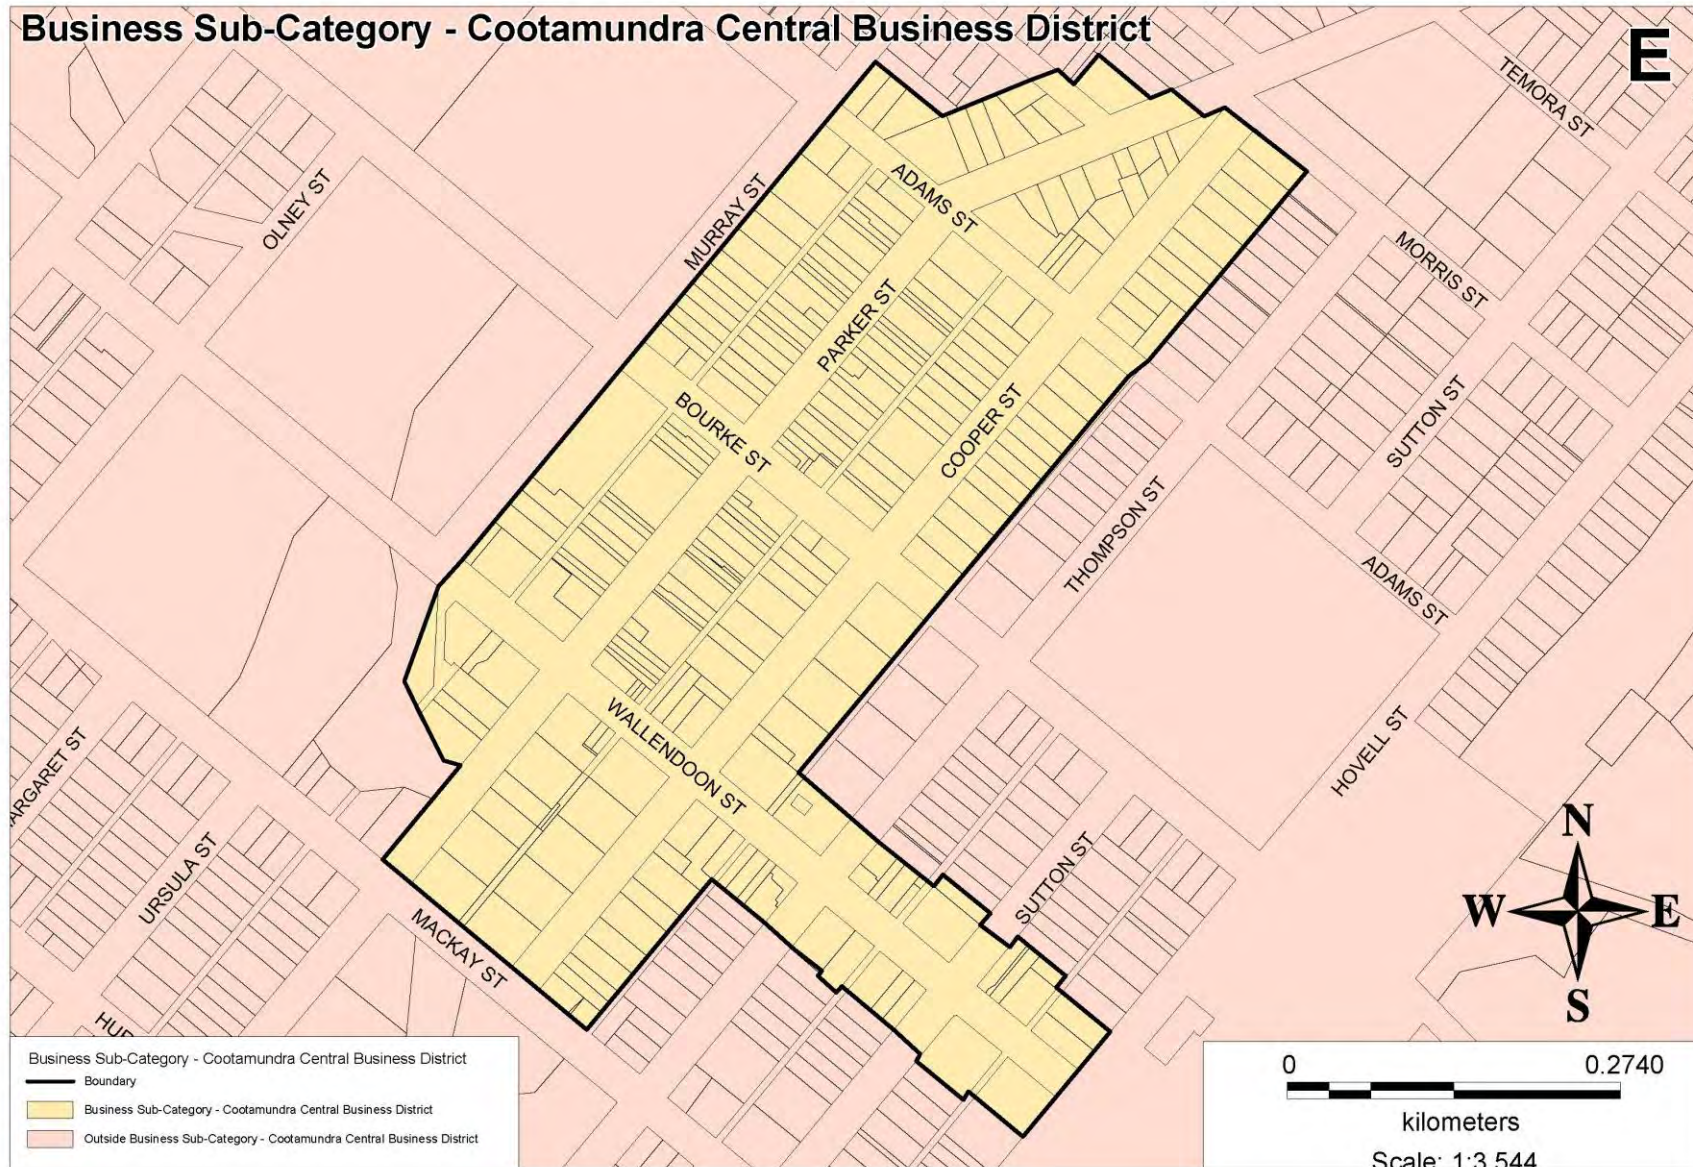 Business Sub-Category - Cootamundra Central Business District
E
TEMORA ST
OLNEY ST
MURRAY ST
ADAMS ST
MORRIS ST
PARKER ST
BOURKE ST
COOPER ST
SUTTON ST
THOMPSON ST
ADAMS ST
WALLENDOON ST
HOVELL ST
ARGARET ST
URSULA ST
SUTTON ST
MACKAY ST
N
W
E
S
Business Sub-Category - Cootamundra Central Business District
Boundary
Business Sub-Category - Cootamundra Central Business District
Outside Business Sub-Category - Cootamundra Central Business District
0 0.2740
kilometers
Scale: 1:3,544